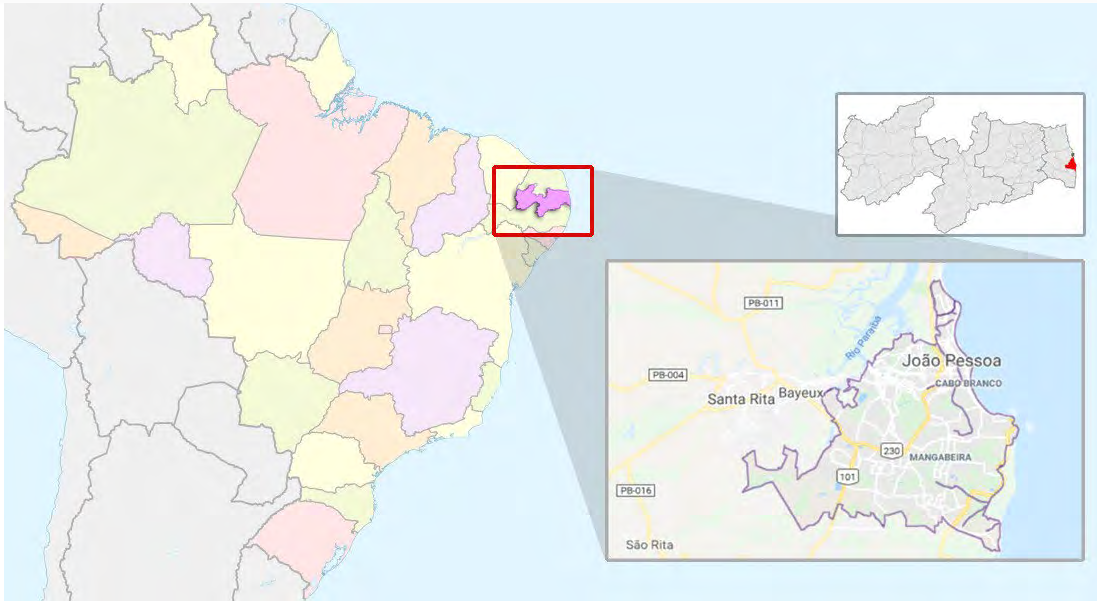 PB-011
Rio Paraíba
João Pessoa
PB-004
CABO BRANCO
Santa Rita
Bayeux
230
MANGABEIRA
101
PB-016
São Rita